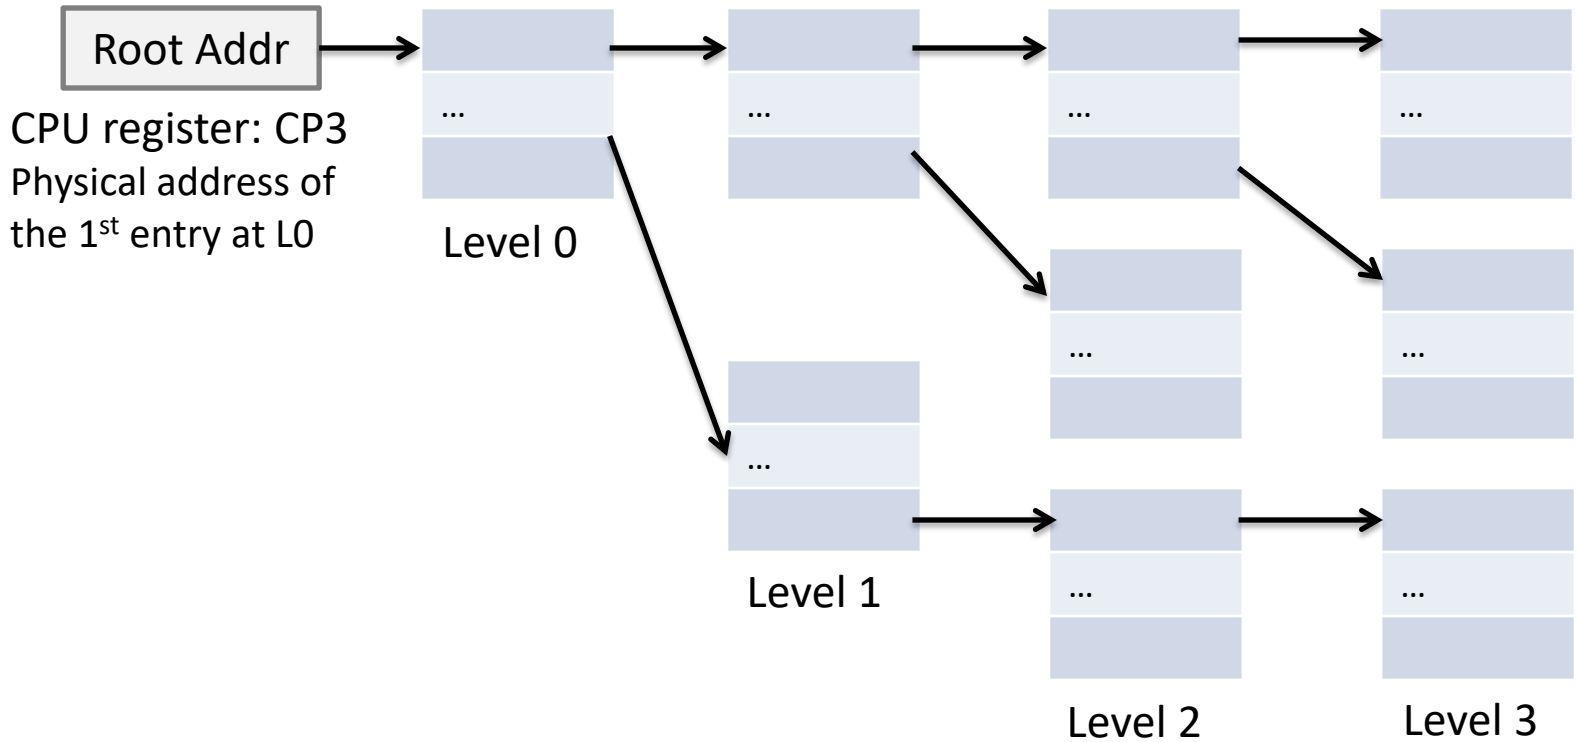 Root Addr
CPU register: CP3
Physical address of
the 1st entry at L0
...
...
...
...
Level 0
...
...
...
Level 1
...
...
Level 2
Level 3